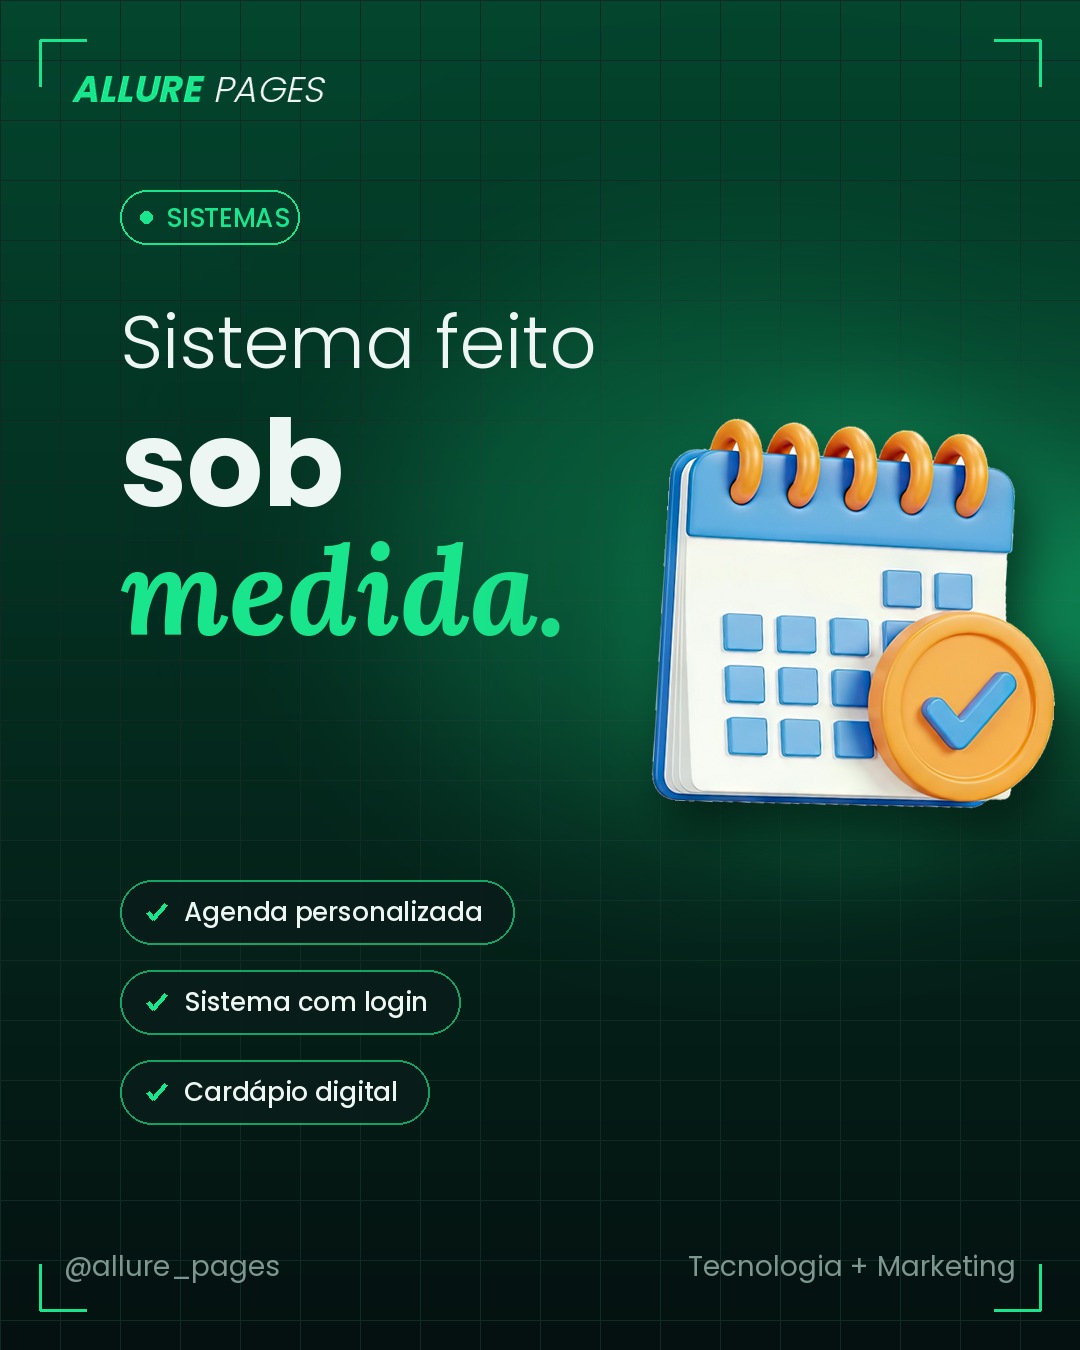 ALLURE PAGES
SISTEMAS
Sistema feito
sob
medida.
Agenda personalizada
Sistema com login
Cardápio digital
@allure_pages
Tecnologia + Marketing